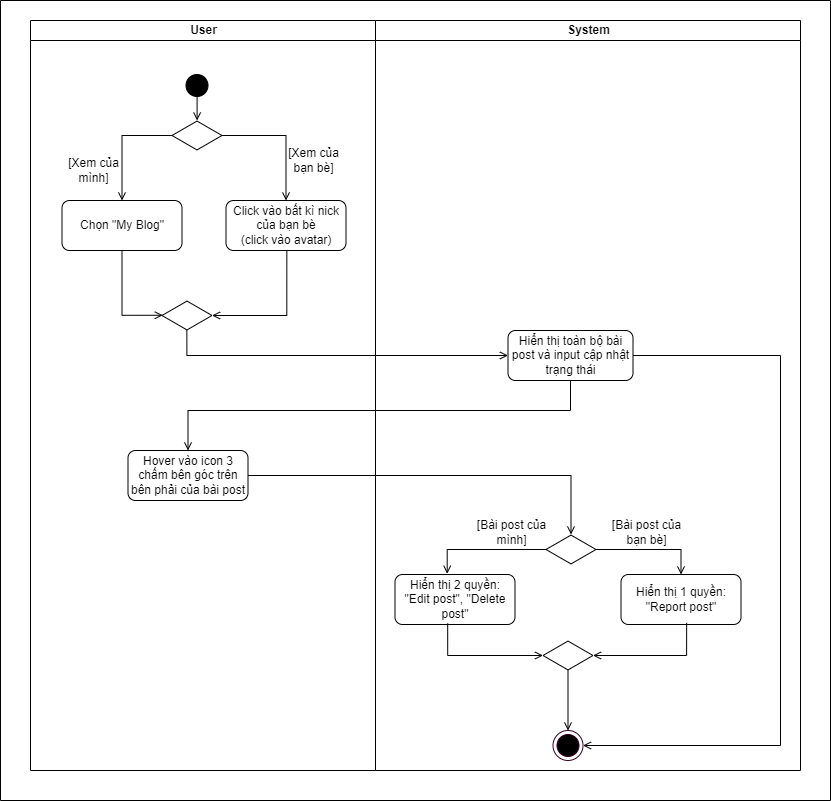 User
System
[Xem của
mình]
[Xem của
bạn bè]
Chọn "My Blog"
Click vào bất kì nick
của bạn bè
(click vào avatar)
Hiển thị toàn bộ bài
post và input cập nhật
trạng thái
Hover vào icon 3
chấm bên góc trên
bên phải của bài post
[Bài post của
mình]
[Bài post của
bạn bè]
Hiển thị 2 quyền:
"Edit post", "Delete
post"
Hiển thị 1 quyền:
"Report post"